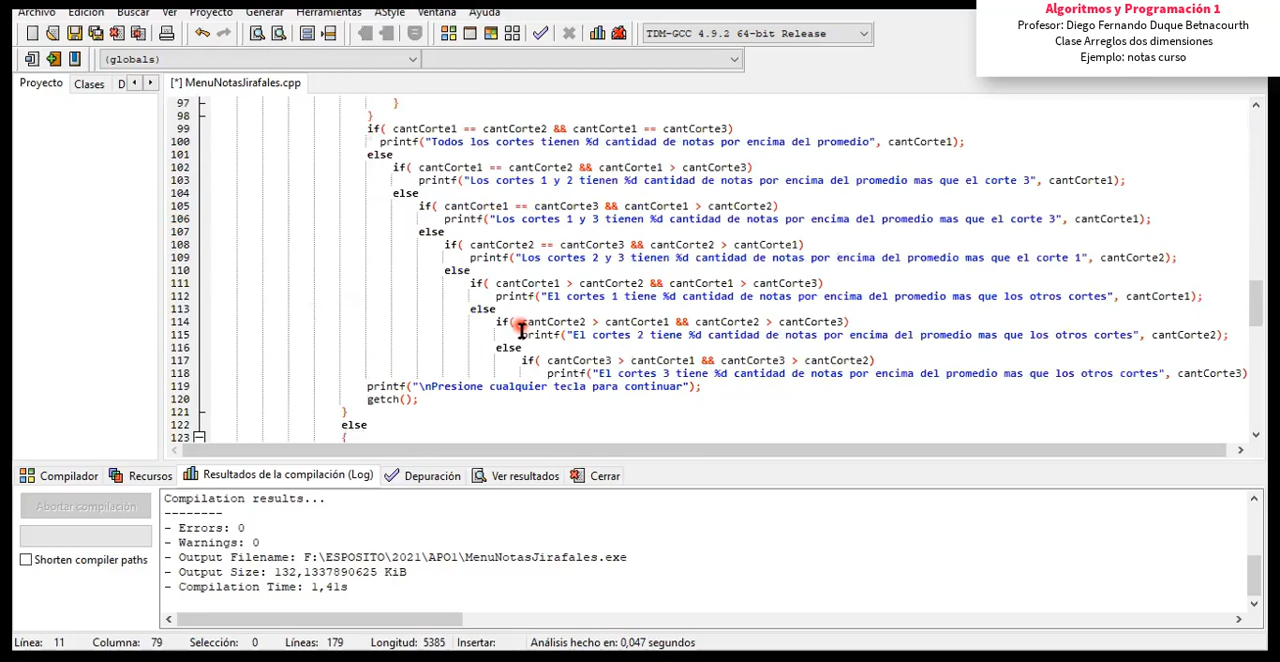 Archivo Edición Buscar Ver Proyecto Generar Herramientas AStyle Ventana Ayuda
Algoritmos y Programación 1
Profesor: Diego Fernando Duque Betnacourth
Clase Arreglos dos dimensiones
Ejemplo: notas curso
TDM-GCC 4.9.2 64-bit Release
(globals)
Proyecto Clases D
[*] MenuNotasJirafales.cpp
97 }
98 }
99 if( cantCorte1 == cantCorte2 && cantCorte1 == cantCorte3)
100 printf("Todos los cortes tienen %d cantidad de notas por encima del promedio", cantCorte1);
101 else
102 if( cantCorte1 == cantCorte2 && cantCorte1 > cantCorte3)
103 printf("Los cortes 1 y 2 tienen %d cantidad de notas por encima del promedio mas que el corte 3", cantCorte1);
104 else
105 if( cantCorte1 == cantCorte3 && cantCorte1 > cantCorte2)
106 printf("Los cortes 1 y 3 tienen %d cantidad de notas por encima del promedio mas que el corte 3", cantCorte1);
107 else
108 if( cantCorte2 == cantCorte3 && cantCorte2 > cantCorte1)
109 printf("Los cortes 2 y 3 tienen %d cantidad de notas por encima del promedio mas que el corte 1", cantCorte2);
110 else
111 if( cantCorte1 > cantCorte2 && cantCorte1 > cantCorte3)
112 printf("El cortes 1 tiene %d cantidad de notas por encima del promedio mas que los otros cortes", cantCorte1);
113 else
114 if( cantCorte2 > cantCorte1 && cantCorte2 > cantCorte3)
115 printf("El cortes 2 tiene %d cantidad de notas por encima del promedio mas que los otros cortes", cantCorte2);
116 else
117 if( cantCorte3 > cantCorte1 && cantCorte3 > cantCorte2)
118 printf("El cortes 3 tiene %d cantidad de notas por encima del promedio mas que los otros cortes", cantCorte3)
119 printf("\nPresione cualquier tecla para continuar");
120 getch();
121 }
122 else
123 {
Compilador Recursos Resultados de la compilación (Log) Depuración Ver resultados Cerrar
Abortar compilación
Shorten compiler paths
Compilation results...
--------
- Errors: 0
- Warnings: 0
- Output Filename: F:\ESPOSITO\2021\APO1\MenuNotasJirafales.exe
- Output Size: 132,1337890625 KiB
- Compilation Time: 1,41s
Línea: 11 Columna: 79 Selección: 0 Líneas: 179 Longitud: 5385 Insertar: Análisis hecho en: 0,047 segundos